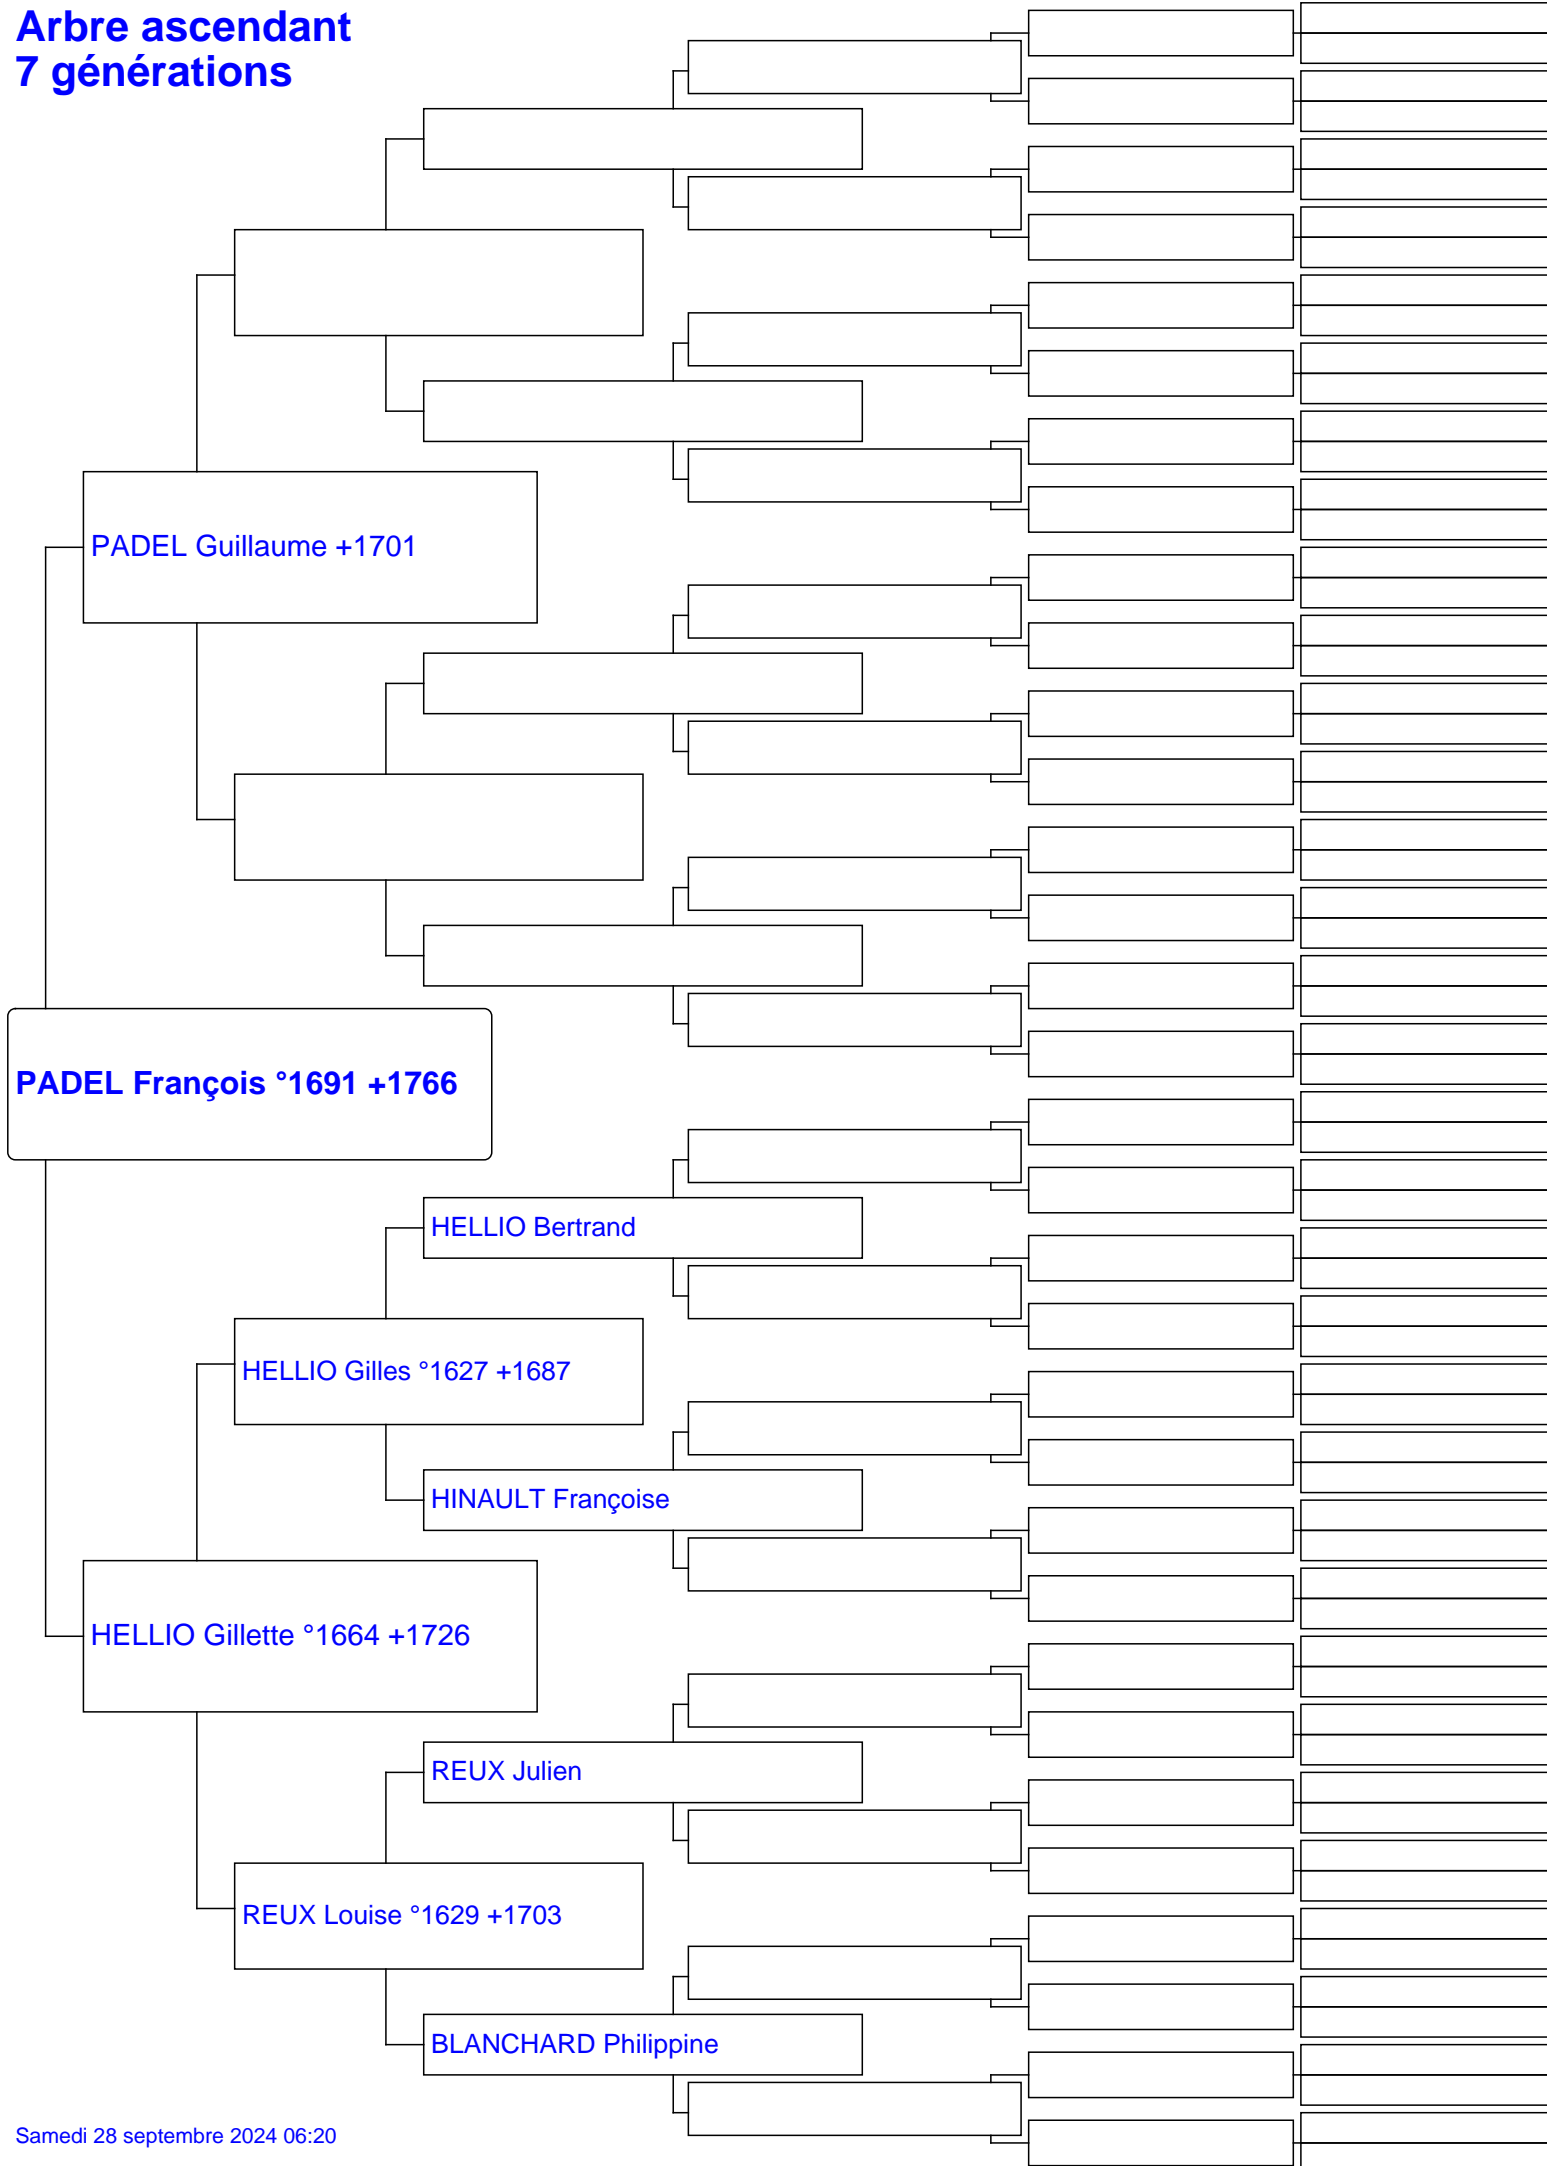 Arbre ascendant
7 générations
PADEL Guillaume +1701
PADEL François °1691 +1766
HELLIO Bertrand
HELLIO Gilles °1627 +1687
HINAULT Françoise
HELLIO Gillette °1664 +1726
REUX Julien
REUX Louise °1629 +1703
BLANCHARD Philippine
Samedi 28 septembre 2024 06:20